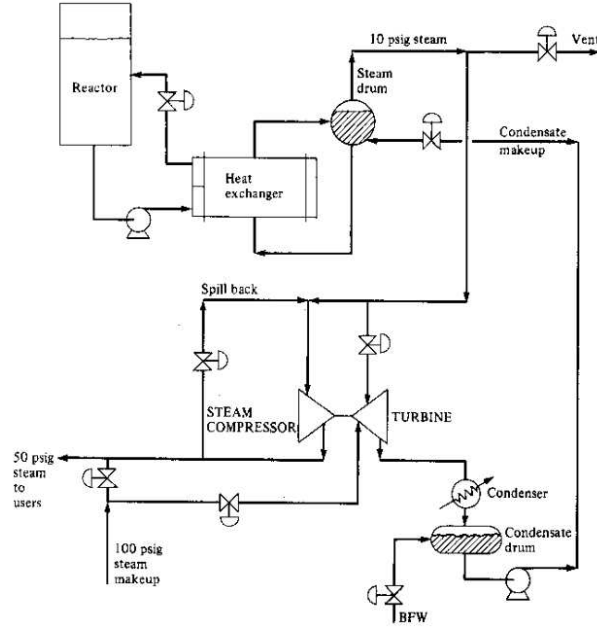 10 psig steam
Vent
Steam
drum
Reactor
Condensate
makeup
Heat
exchanger
Spill back
STEAM
COMPRESSOR
TURBINE
50 psig
steam
to
users
Condenser
Condensate
drum
100 psig
steam
makeup
BFW